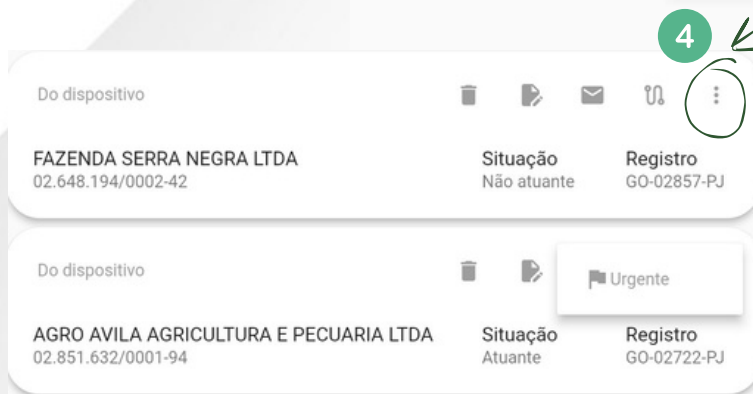 4
Do dispositivo
FAZENDA SERRA NEGRA LTDA
02.648.194/0002-42
Situação
Não atuante
Registro
GO-02857-PJ
Do dispositivo
Urgente
AGRO AVILA AGRICULTURA E PECUARIA LTDA
02.851.632/0001-94
Situação
Atuante
Registro
GO-02722-PJ